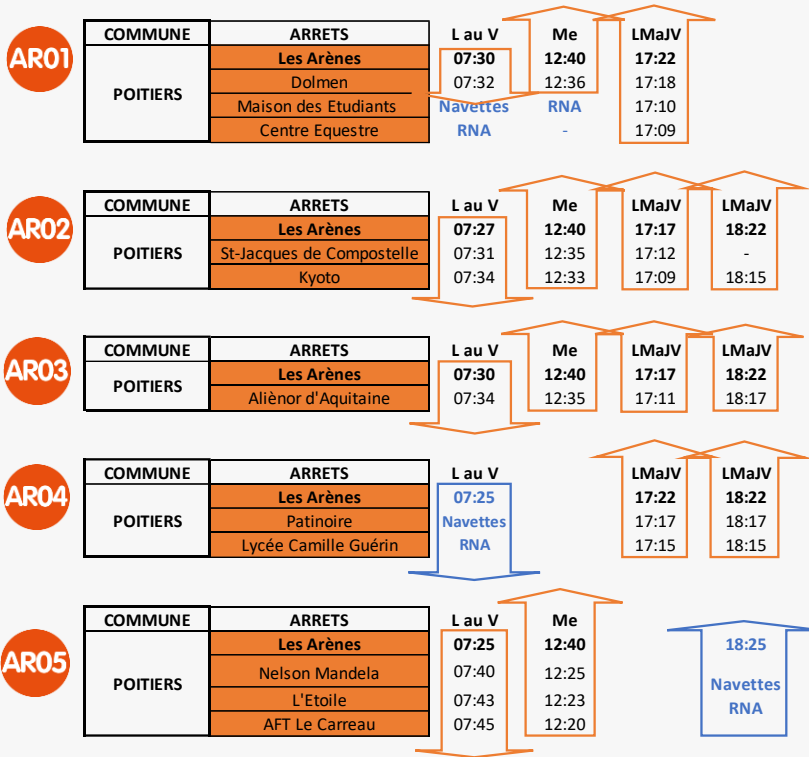 AR01
COMMUNE ARRETS L au V Me LMaJV
Les Arènes 07:30 12:40 17:22
Dolmen 07:32 12:36 17:18
POITIERS
Maison des Etudiants Navettes RNA 17:10
Centre Equestre RNA - 17:09
AR02
COMMUNE ARRETS L au V Me LMaJV LMaJV
Les Arènes 07:27 12:40 17:17 18:22
POITIERS St-Jacques de Compostelle 07:31 12:35 17:12 -
Kyoto 07:34 12:33 17:09 18:15
AR03
COMMUNE ARRETS L au V Me LMaJV LMaJV
Les Arènes 07:30 12:40 17:17 18:22
POITIERS
Aliènor d'Aquitaine 07:34 12:35 17:11 18:17
AR04
COMMUNE ARRETS L au V LMaJV LMaJV
Les Arènes 07:25 17:22 18:22
POITIERS Patinoire Navettes 17:17 18:17
Lycée Camille Guérin RNA 17:15 18:15
AR05
COMMUNE ARRETS L au V Me
Les Arènes 07:25 12:40 18:25
Nelson Mandela 07:40 12:25
POITIERS Navettes
L'Etoile 07:43 12:23 RNA
AFT Le Carreau 07:45 12:20